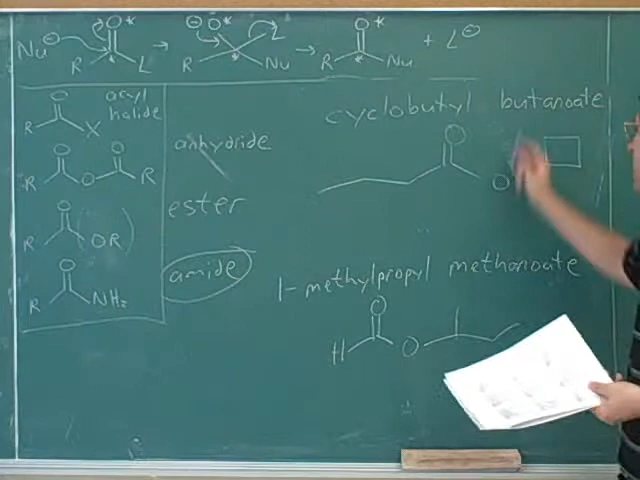 Nu⊖ O* R L → ⊖O* L R Nu → O* R Nu + L⊖
O R X acyl halide
cyclobutyl butanoate
anhydride
O O R O R
O O
ester
O R (OR)
amide
1-methylpropyl methanoate
O R NH₂
O H O